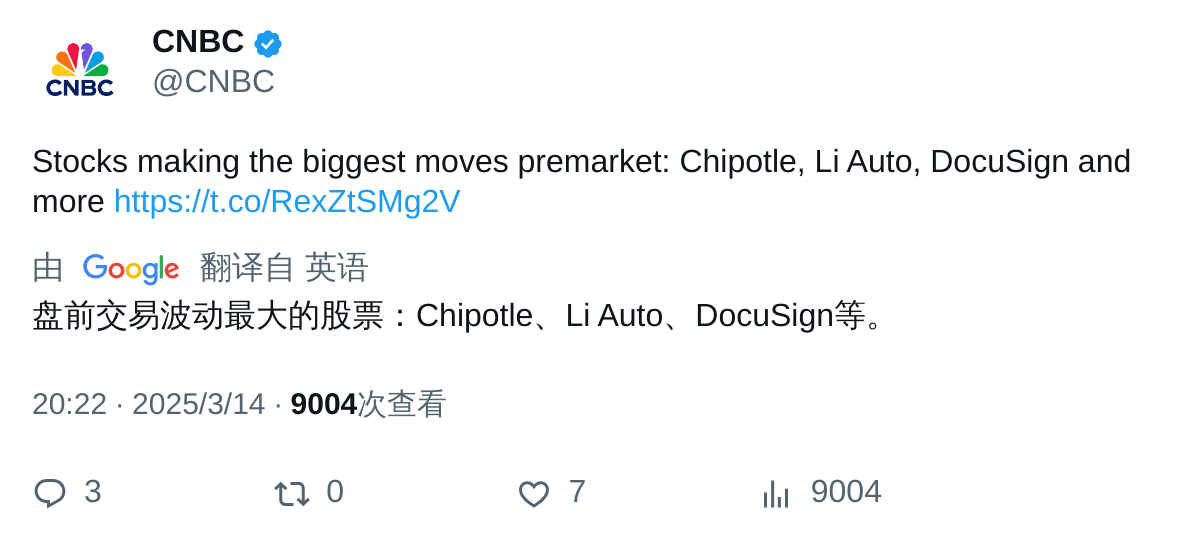 CNBC
CNBC
@CNBC
Stocks making the biggest moves premarket: Chipotle, Li Auto, DocuSign and
more https://t.co/RexZtSMg2V
由 Google 翻译自 英语
盘前交易波动最大的股票：Chipotle、Li Auto、DocuSign等。
20:22 · 2025/3/14 · 9004次查看
3 0 7 9004